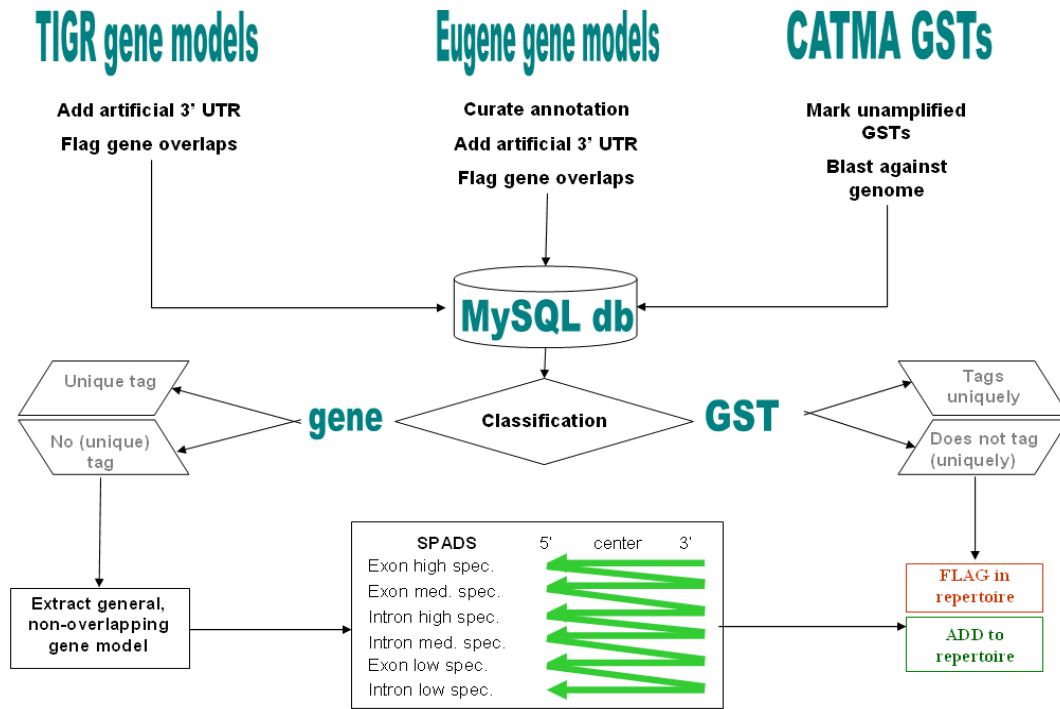 TIGR gene models
Eugene gene models
CATMA GSTs
Add artificial 3' UTR
Flag gene overlaps
Curate annotation
Add artificial 3' UTR
Flag gene overlaps
Mark unamplified
GSTs
Blast against
genome
MySQL db
Unique tag
No (unique)
tag
gene
Classification
GST
Tags
uniquely
Does not tag
(uniquely)
Extract general,
non-overlapping
gene model
SPADS 5' center 3'
Exon high spec.
Exon med. spec.
Intron high spec.
Intron med. spec.
Exon low spec.
Intron low spec.
FLAG in
repertoire
ADD to
repertoire